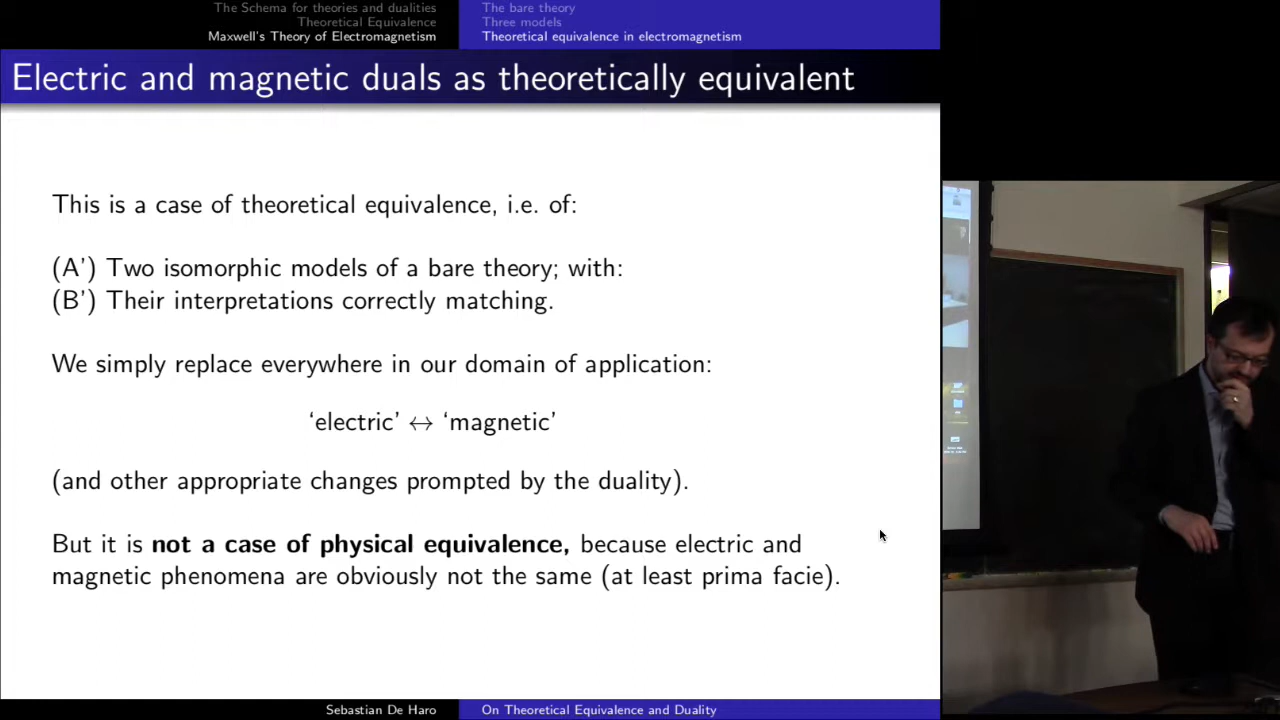 The Schema for theories and dualities
Theoretical Equivalence
Maxwell's Theory of Electromagnetism
The bare theory
Three models
Theoretical equivalence in electromagnetism
Electric and magnetic duals as theoretically equivalent
This is a case of theoretical equivalence, i.e. of:
(A') Two isomorphic models of a bare theory; with:
(B') Their interpretations correctly matching.
We simply replace everywhere in our domain of application:
‘electric’ ↔ ‘magnetic’
(and other appropriate changes prompted by the duality).
But it is not a case of physical equivalence, because electric and
magnetic phenomena are obviously not the same (at least prima facie).
Sebastian De Haro
On Theoretical Equivalence and Duality